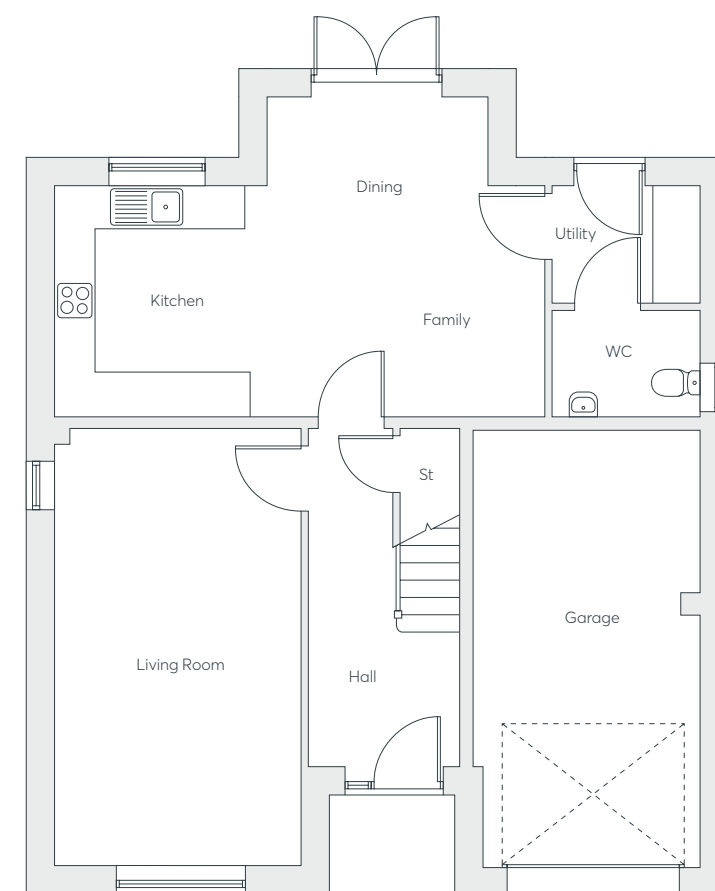 Dining
Utility
Kitchen
Family
WC
St
Garage
Living Room
Hall